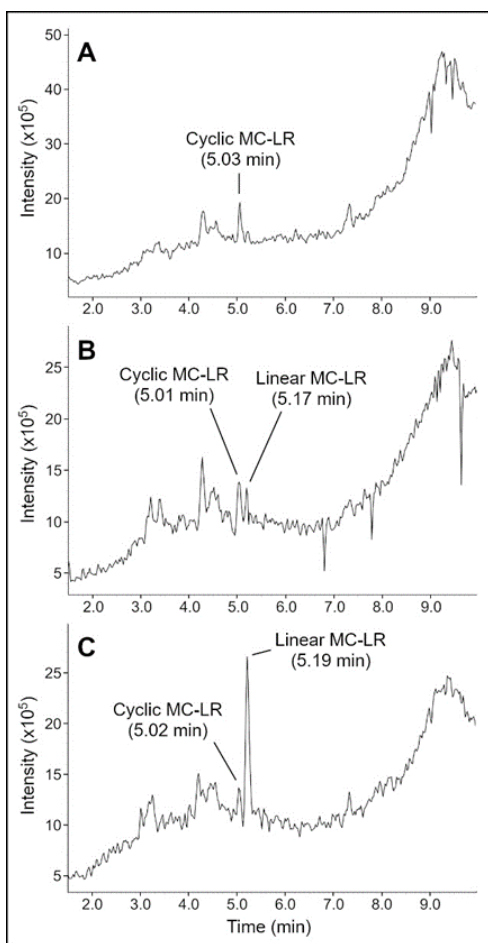 A
Intensity (x10⁵)
50
40
30
20
10
Cyclic MC-LR
(5.03 min)
2.0 3.0 4.0 5.0 6.0 7.0 8.0 9.0
B
Intensity (x10⁵)
25
20
15
10
5
Cyclic MC-LR
(5.01 min)
Linear MC-LR
(5.17 min)
2.0 3.0 4.0 5.0 6.0 7.0 8.0 9.0
C
Intensity (x10⁵)
25
20
15
10
5
Linear MC-LR
(5.19 min)
Cyclic MC-LR
(5.02 min)
2.0 3.0 4.0 5.0 6.0 7.0 8.0 9.0
Time (min)